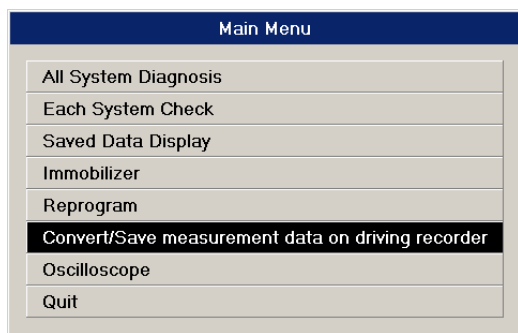 Main Menu
All System Diagnosis
Each System Check
Saved Data Display
Immobilizer
Reprogram
Convert/Save measurement data on driving recorder
Oscilloscope
Quit